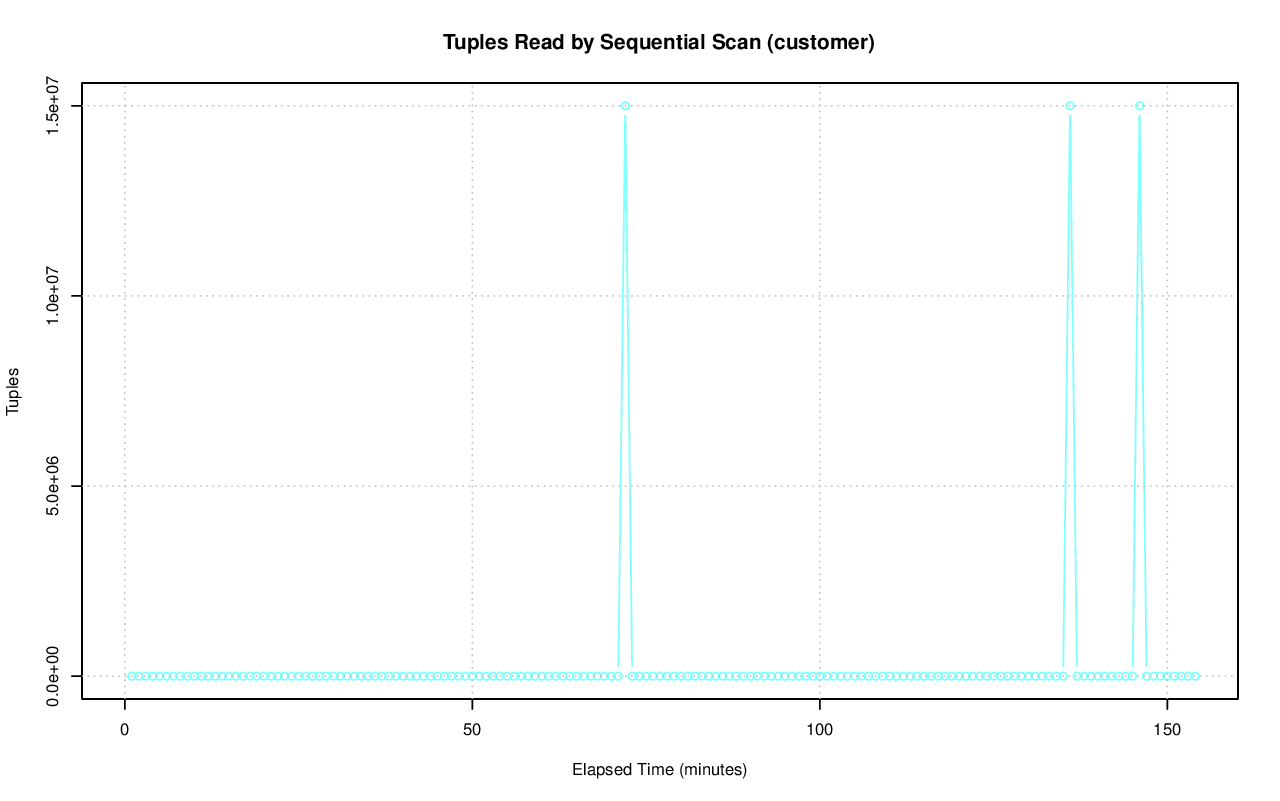 Tuples Read by Sequential Scan (customer)
1.5e+07
1.0e+07
5.0e+06
0.0e+00
Tuples
0 50 100 150
Elapsed Time (minutes)